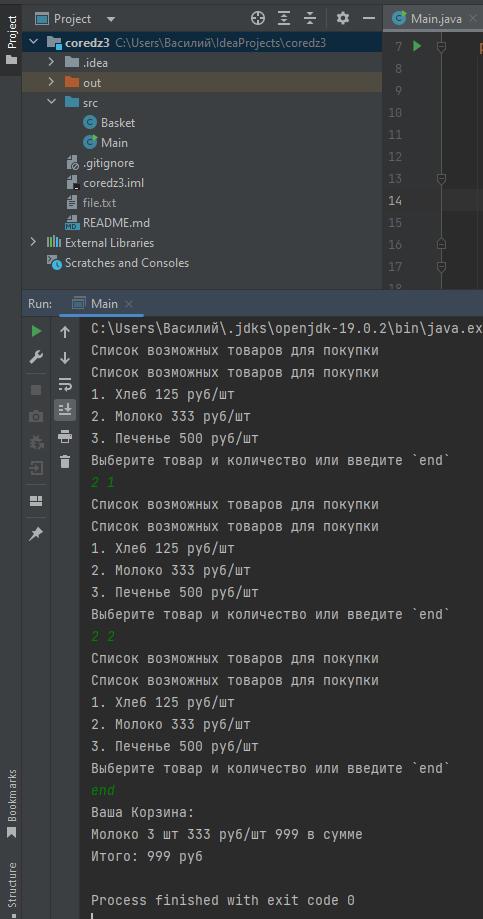 Project
Project
Main.java
coredz3 C:\Users\Василий\IdeaProjects\coredz3
.idea
out
src
Basket
Main
.gitignore
coredz3.iml
file.txt
README.md
External Libraries
Scratches and Consoles
7
8
9
10
11
12
13
14
15
16
17
18
Run: Main
C:\Users\Василий\.jdks\openjdk-19.0.2\bin\java.ex
Список возможных товаров для покупки
Список возможных товаров для покупки
1. Хлеб 125 руб/шт
2. Молоко 333 руб/шт
3. Печенье 500 руб/шт
Выберите товар и количество или введите `end`
2 1
Список возможных товаров для покупки
Список возможных товаров для покупки
1. Хлеб 125 руб/шт
2. Молоко 333 руб/шт
3. Печенье 500 руб/шт
Выберите товар и количество или введите `end`
2 2
Список возможных товаров для покупки
Список возможных товаров для покупки
1. Хлеб 125 руб/шт
2. Молоко 333 руб/шт
3. Печенье 500 руб/шт
Выберите товар и количество или введите `end`
end
Ваша Корзина:
Молоко 3 шт 333 руб/шт 999 в сумме
Итого: 999 руб
Process finished with exit code 0
Bookmarks
Structure